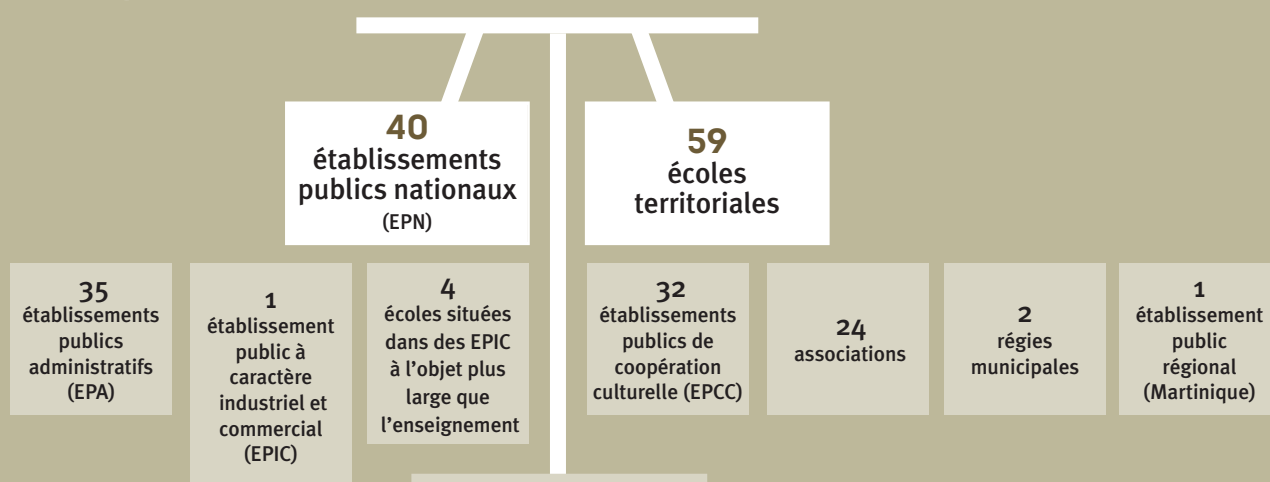 40
établissements
publics nationaux
(EPN)
59
écoles
territoriales
35
établissements
publics
administratifs
(EPA)
1
établissement
public à
caractère
industriel et
commercial
(EPIC)
4
écoles situées
dans des EPIC
à l’objet plus
large que
l’enseignement
32
établissements
publics de
coopération
culturelle (EPCC)
24
associations
2
régies
municipales
1
établissement
public
régional
(Martinique)